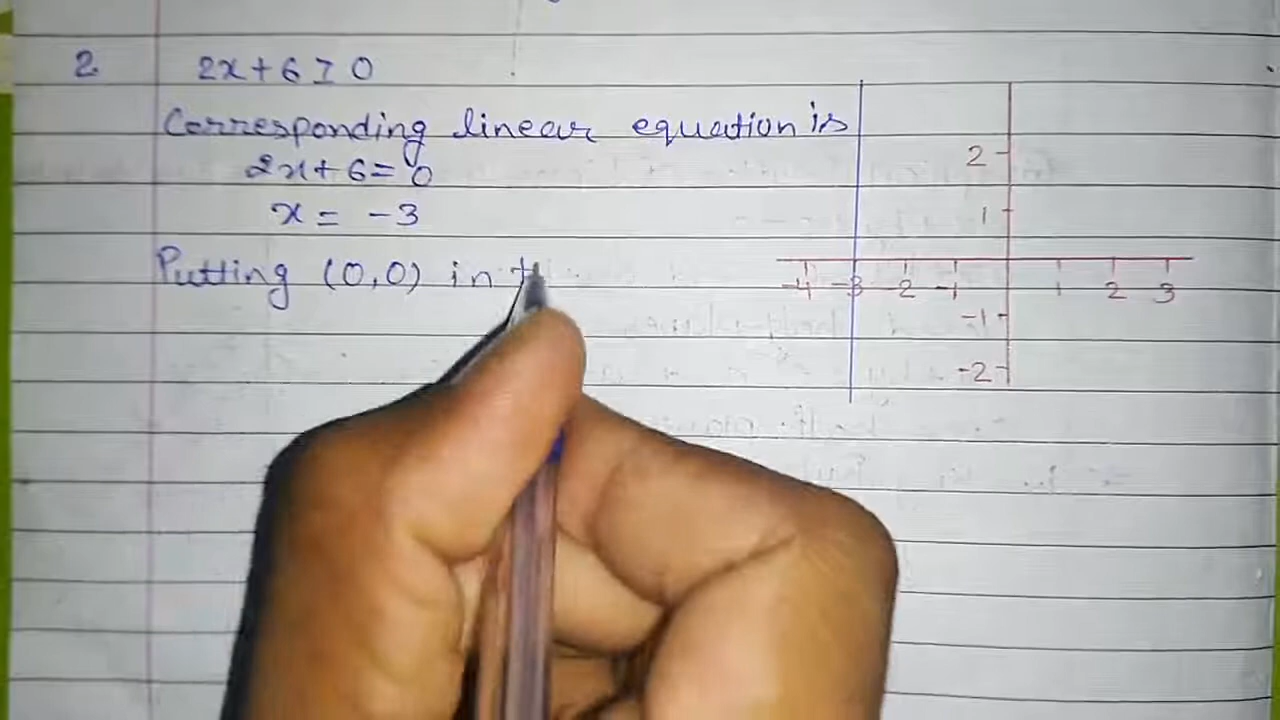 2. 2x + 6 ≥ 0
Corresponding linear equation is
2x + 6 = 0
x = -3
Putting (0,0) in
2
1
-4 -3 -2 -1 1 2 3
-1
-2